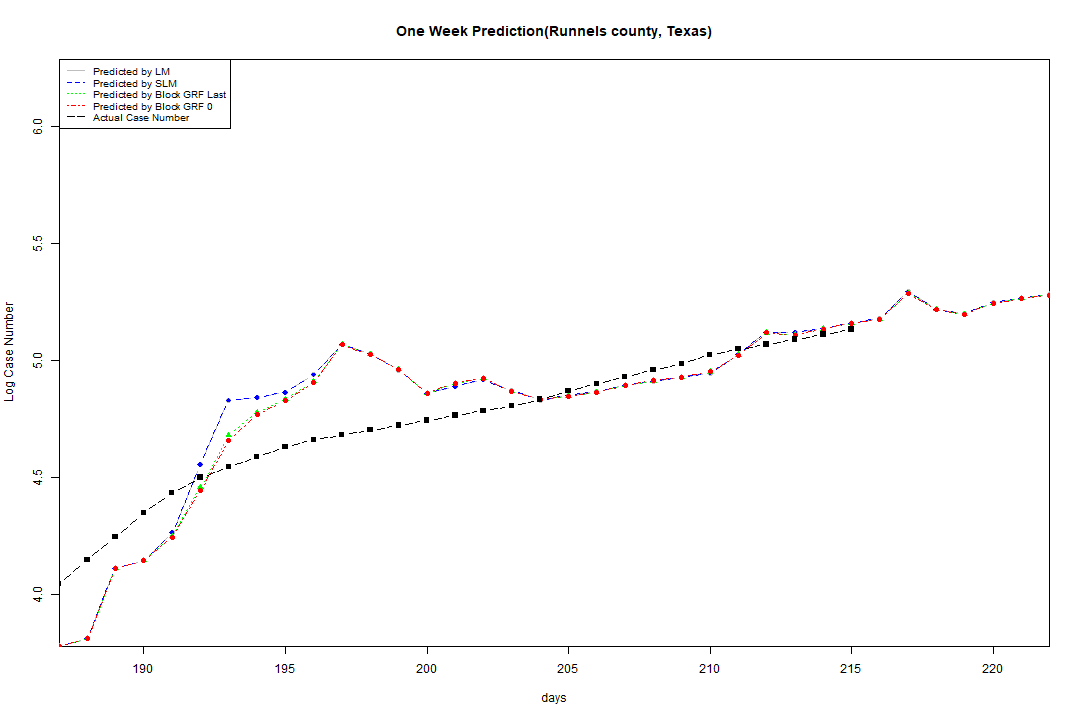 One Week Prediction(Runnels county, Texas)
Predicted by LM
Predicted by SLM
Predicted by Block GRF Last
Predicted by Block GRF 0
Actual Case Number
6.0
5.5
5.0
4.5
4.0
Log Case Number
190 195 200 205 210 215 220
days